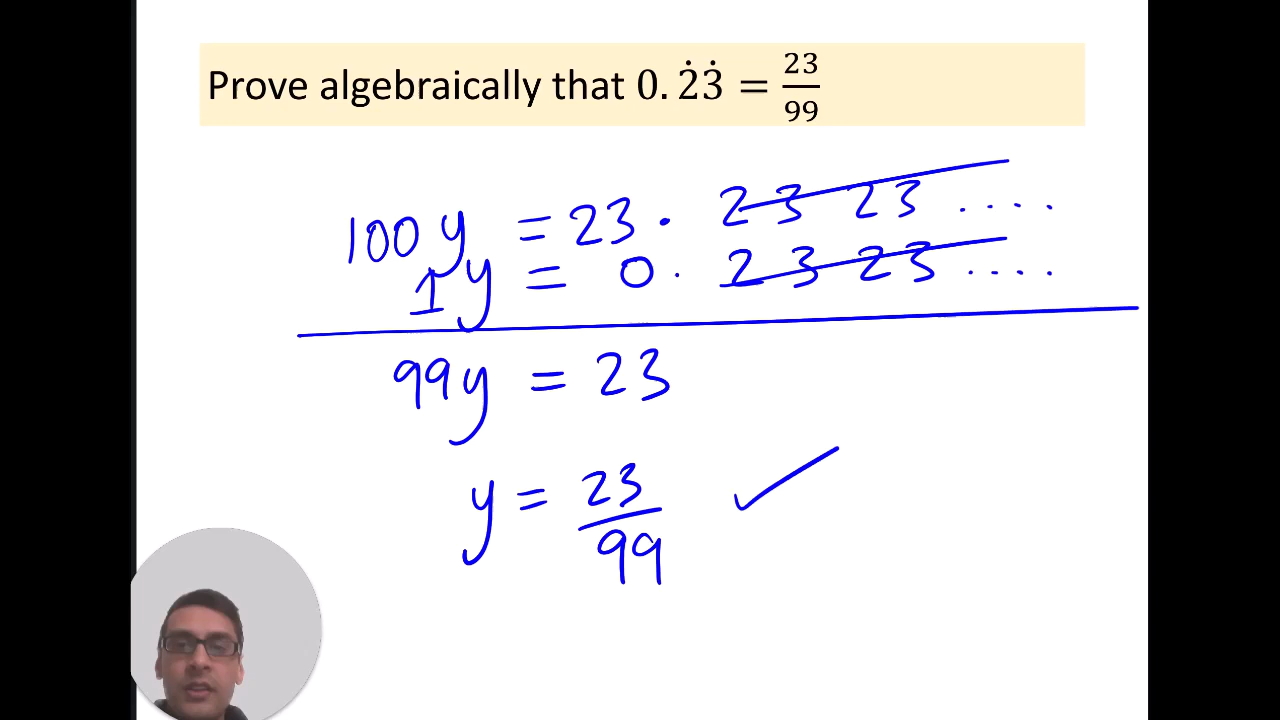 Prove algebraically that 0.2̇3̇ = 23/99
100y = 23.2323....
1y = 0.2323....
99y = 23
y = 23/99 ✓